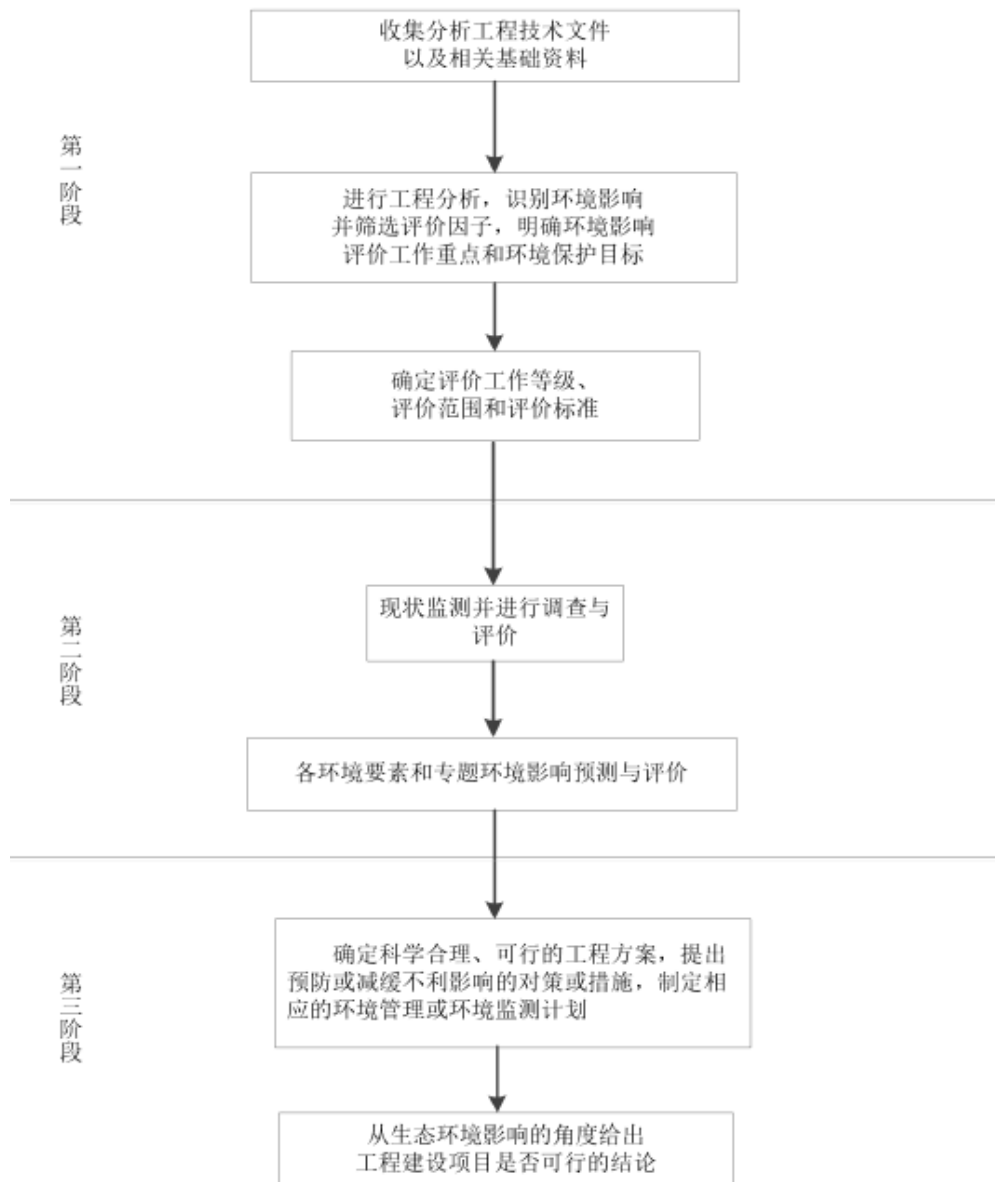 收集分析工程技术文件
以及相关基础资料
第一阶段
进行工程分析，识别环境影响
并筛选评价因子，明确环境影响
评价工作重点和环境保护目标
确定评价工作等级、
评价范围和评价标准
现状监测并进行调查与
评价
第二阶段
各环境要素和专题环境影响预测与评价
确定科学合理、可行的工程方案，提出
预防或减缓不利影响的对策或措施，制定相
应的环境管理或环境监测计划
第三阶段
从生态环境影响的角度给出
工程建设项目是否可行的结论